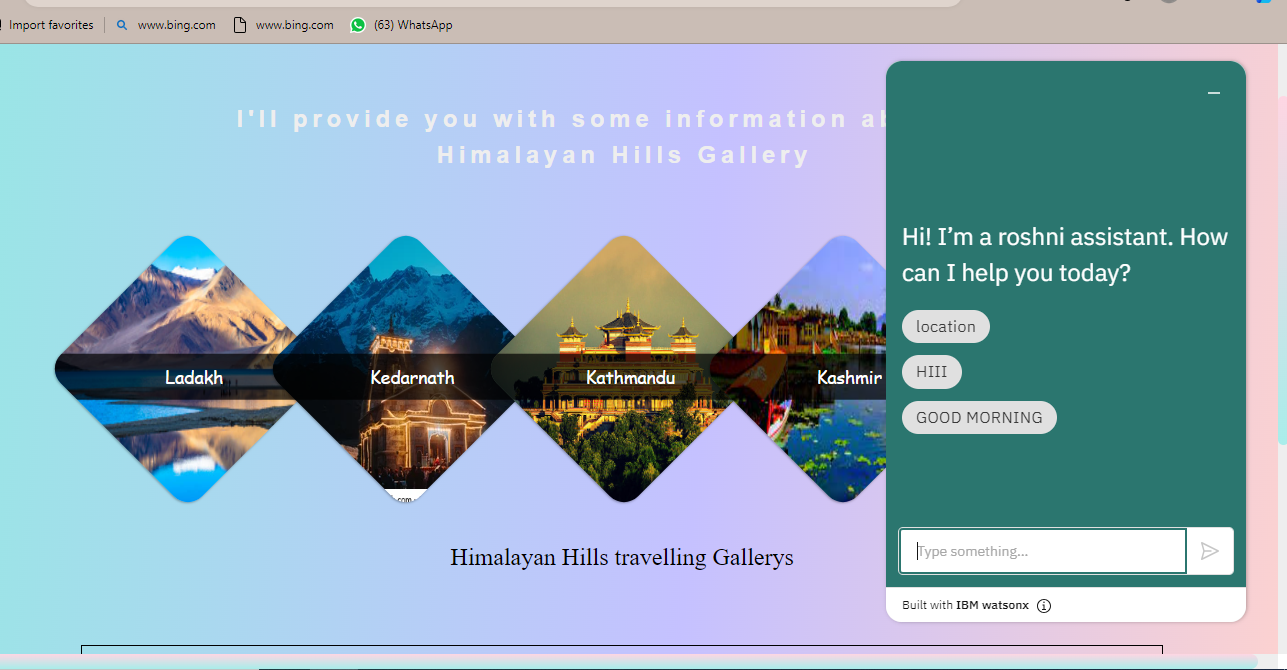 Import favorites
www.bing.com
www.bing.com
(63) WhatsApp
I'll provide you with some information
Himalayan Hills Gallery
Ladakh
Kedarnath
Kathmandu
Kashmir
Himalayan Hills travelling Gallerys
Hi! I’m a roshni assistant. How
can I help you today?
location
HIII
GOOD MORNING
Type something...
Built with IBM watsonx